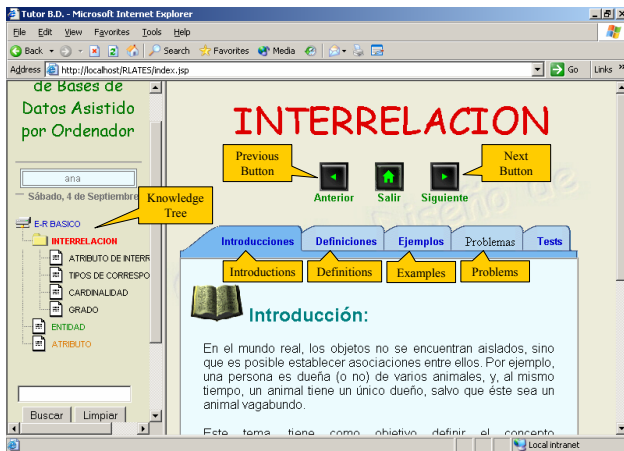 Tutor B.D. - Microsoft Internet Explorer
File Edit View Favorites Tools Help
Back Search Favorites Media
Address http://localhost/RLATES/index.jsp Go Links »
de Bases de
Datos Asistido
por Ordenador
ana
Sábado, 4 de Septiembre
Knowledge
Tree
E-R BASICO
INTERRELACION
ATRIBUTO DE INTERR
TIPOS DE CORRESPO
CARDINALIDAD
GRADO
ENTIDAD
ATRIBUTO
Buscar Limpiar
INTERRELACION
Previous
Button
Next
Button
Anterior Salir Siguiente
Diseño de
Introducciones Definiciones Ejemplos Problemas Tests
Introductions Definitions Examples Problems
Introducción:
En el mundo real, los objetos no se encuentran aislados, sino
que es posible establecer asociaciones entre ellos. Por ejemplo,
una persona es dueña (o no) de varios animales, y, al mismo
tiempo, un animal tiene un único dueño, salvo que éste sea un
animal vagabundo.
Este tema tiene como objetivo definir el concepto
Local intranet